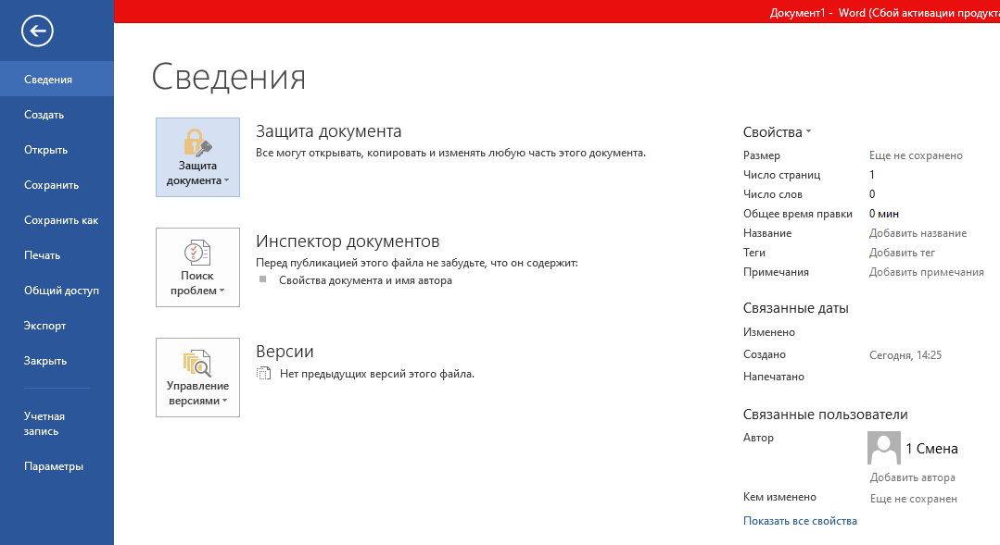 Документ1 - Word (Сбой активации продукта
Сведения
Создать
Открыть
Сохранить
Сохранить как
Печать
Общий доступ
Экспорт
Закрыть
Учетная
запись
Параметры
Сведения
Защита
документа
Защита документа
Все могут открывать, копировать и изменять любую часть этого документа.
Поиск
проблем
Инспектор документов
Перед публикацией этого файла не забудьте, что он содержит:
Свойства документа и имя автора
Управление
версиями
Версии
Нет предыдущих версий этого файла.
Свойства
Размер Еще не сохранено
Число страниц 1
Число слов 0
Общее время правки 0 мин
Название Добавить название
Теги Добавить тег
Примечания Добавить примечания
Связанные даты
Изменено
Создано Сегодня, 14:25
Напечатано
Связанные пользователи
Автор 1 Смена
Добавить автора
Кем изменено Еще не сохранен
Показать все свойства